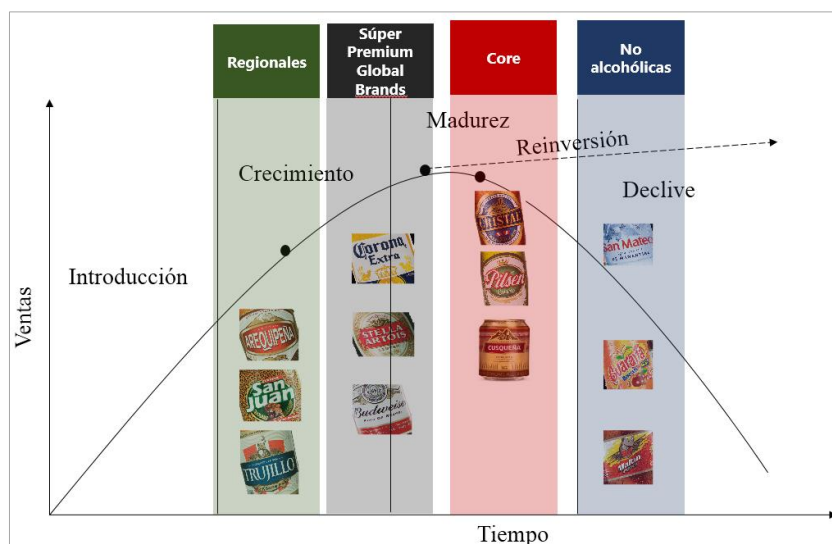 Regionales
Súper
Premium
Global
Brands
Core
No
alcohólicas
Madurez
Reinversión
Crecimiento
Declive
Introducción
Ventas
Tiempo
AREQUIPEÑA
San
Juan
TRUJILLO
Corona
Extra
STELLA
ARTOIS
Budweiser
CRISTAL
Pilsen
CUSQUEÑA
San Mateo
Guaraná
Maltin